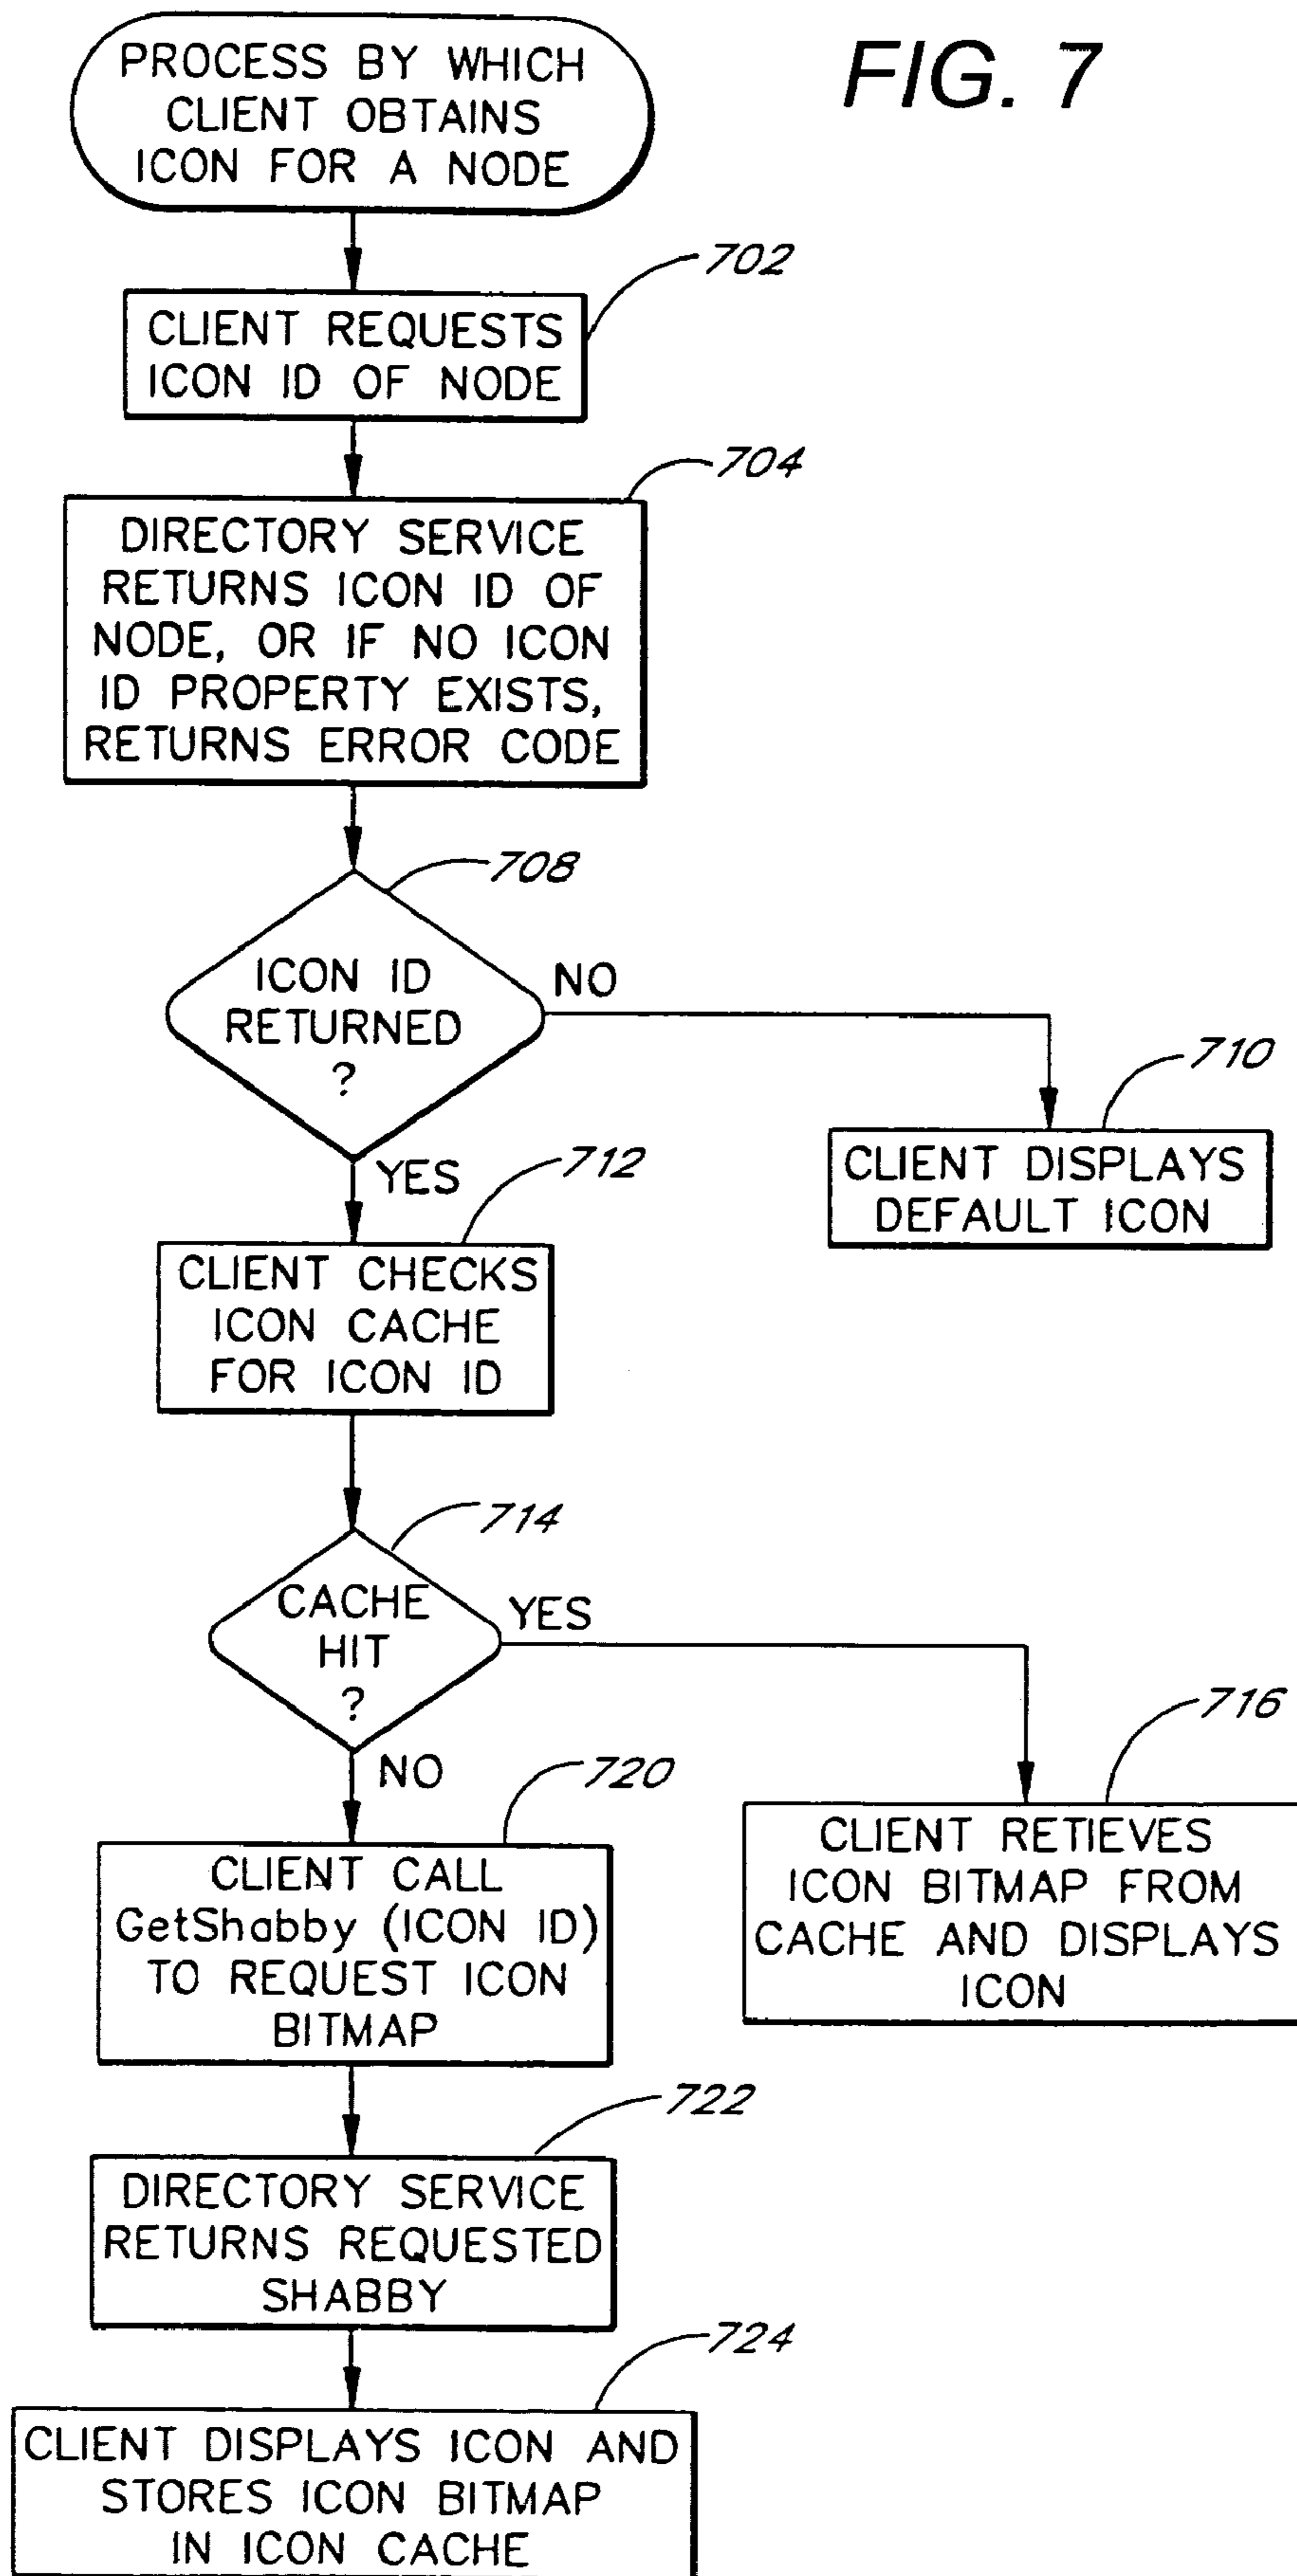 FIG. 7
PROCESS BY WHICH
CLIENT OBTAINS
ICON FOR A NODE
702
CLIENT REQUESTS
ICON ID OF NODE
704
DIRECTORY SERVICE
RETURNS ICON ID OF
NODE, OR IF NO ICON
ID PROPERTY EXISTS,
RETURNS ERROR CODE
708
ICON ID
RETURNED
?
NO
710
CLIENT DISPLAYS
DEFAULT ICON
YES
712
CLIENT CHECKS
ICON CACHE
FOR ICON ID
714
CACHE
HIT
?
YES
716
CLIENT RETIEVES
ICON BITMAP FROM
CACHE AND DISPLAYS
ICON
NO
720
CLIENT CALL
GetShabby (ICON ID)
TO REQUEST ICON
BITMAP
722
DIRECTORY SERVICE
RETURNS REQUESTED
SHABBY
724
CLIENT DISPLAYS ICON AND
STORES ICON BITMAP
IN ICON CACHE